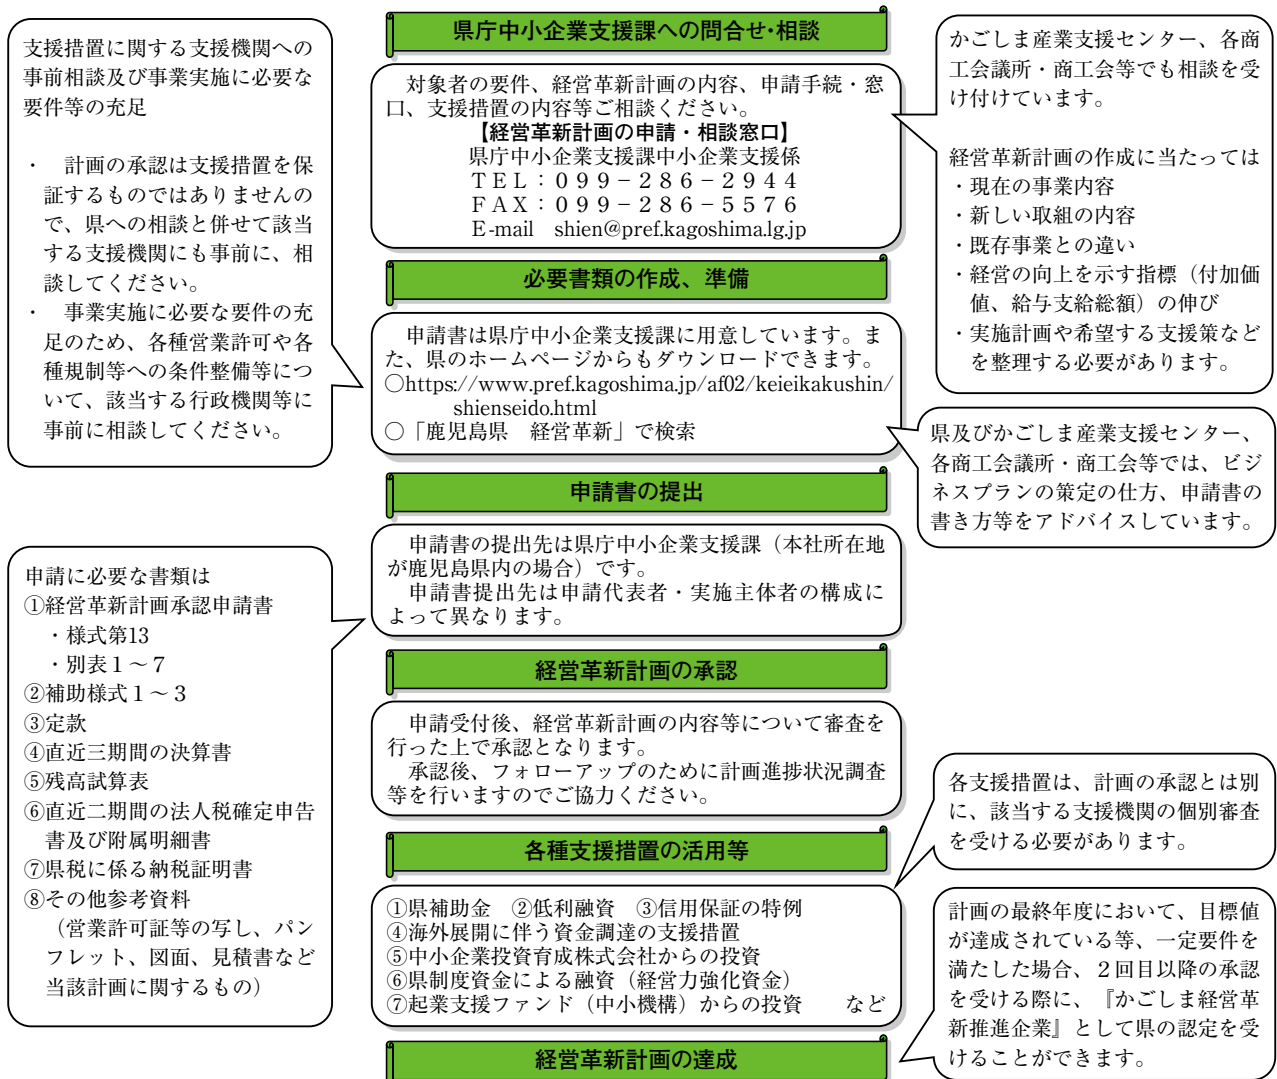 県庁中小企業支援課への問合せ･相談
対象者の要件、経営革新計画の内容、申請手続・窓
口、支援措置の内容等ご相談ください。
【経営革新計画の申請・相談窓口】
県庁中小企業支援課中小企業支援係
ＴＥＬ：０９９－２８６－２９４４
ＦＡＸ：０９９－２８６－５５７６
E-mail　shien@pref.kagoshima.lg.jp
支援措置に関する支援機関への
事前相談及び事業実施に必要な
要件等の充足
・　計画の承認は支援措置を保
証するものではありませんの
で、県への相談と併せて該当
する支援機関にも事前に、相
談してください。
・　事業実施に必要な要件の充
足のため、各種営業許可や各
種規制等への条件整備等につ
いて、該当する行政機関等に
事前に相談してください。
かごしま産業支援センター、各商
工会議所・商工会等でも相談を受
け付けています。
経営革新計画の作成に当たっては
・現在の事業内容
・新しい取組の内容
・既存事業との違い
・経営の向上を示す指標（付加価
値、給与支給総額）の伸び
・実施計画や希望する支援策など
を整理する必要があります。
必要書類の作成、準備
申請書は県庁中小企業支援課に用意しています。ま
た、県のホームページからもダウンロードできます。
○https://www.pref.kagoshima.jp/af02/keieikakushin/
shienseido.html
○「鹿児島県　経営革新」で検索
県及びかごしま産業支援センター、
各商工会議所・商工会等では、ビジ
ネスプランの策定の仕方、申請書の
書き方等をアドバイスしています。
申請書の提出
申請書の提出先は県庁中小企業支援課（本社所在地
が鹿児島県内の場合）です。
申請書提出先は申請代表者・実施主体者の構成に
よって異なります。
申請に必要な書類は
①経営革新計画承認申請書
・様式第13
・別表１～７
②補助様式１～３
③定款
④直近三期間の決算書
⑤残高試算表
⑥直近二期間の法人税確定申告
書及び附属明細書
⑦県税に係る納税証明書
⑧その他参考資料
（営業許可証等の写し、パン
フレット、図面、見積書など
当該計画に関するもの）
経営革新計画の承認
申請受付後、経営革新計画の内容等について審査を
行った上で承認となります。
承認後、フォローアップのために計画進捗状況調査
等を行いますのでご協力ください。
各種支援措置の活用等
①県補助金　②低利融資　③信用保証の特例
④海外展開に伴う資金調達の支援措置
⑤中小企業投資育成株式会社からの投資
⑥県制度資金による融資（経営力強化資金）
⑦起業支援ファンド（中小機構）からの投資　　など
各支援措置は、計画の承認とは別
に、該当する支援機関の個別審査
を受ける必要があります。
経営革新計画の達成
計画の最終年度において、目標値
が達成されている等、一定要件を
満たした場合、２回目以降の承認
を受ける際に、『かごしま経営革
新推進企業』として県の認定を受
けることができます。